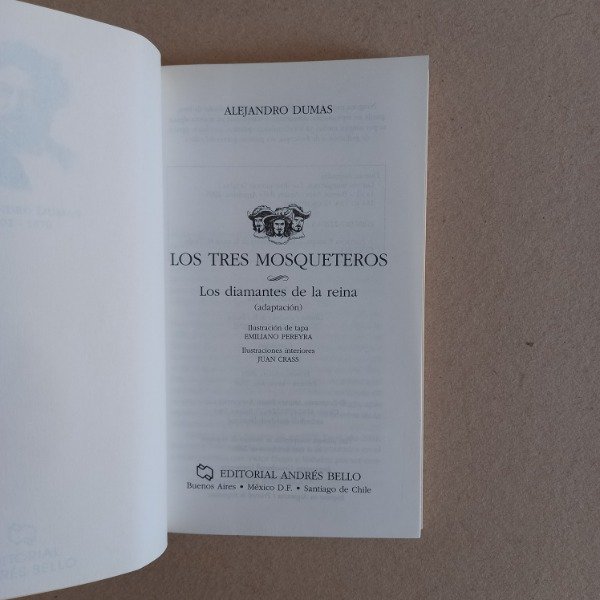 ALEJANDRO DUMAS
LOS TRES MOSQUETEROS
Los diamantes de la reina
(adaptación)
Ilustración de tapa
EMILIANO PEREYRA
Ilustraciones interiores
JUAN CRASS
EDITORIAL ANDRÉS BELLO
Buenos Aires • México D.F. • Santiago de Chile